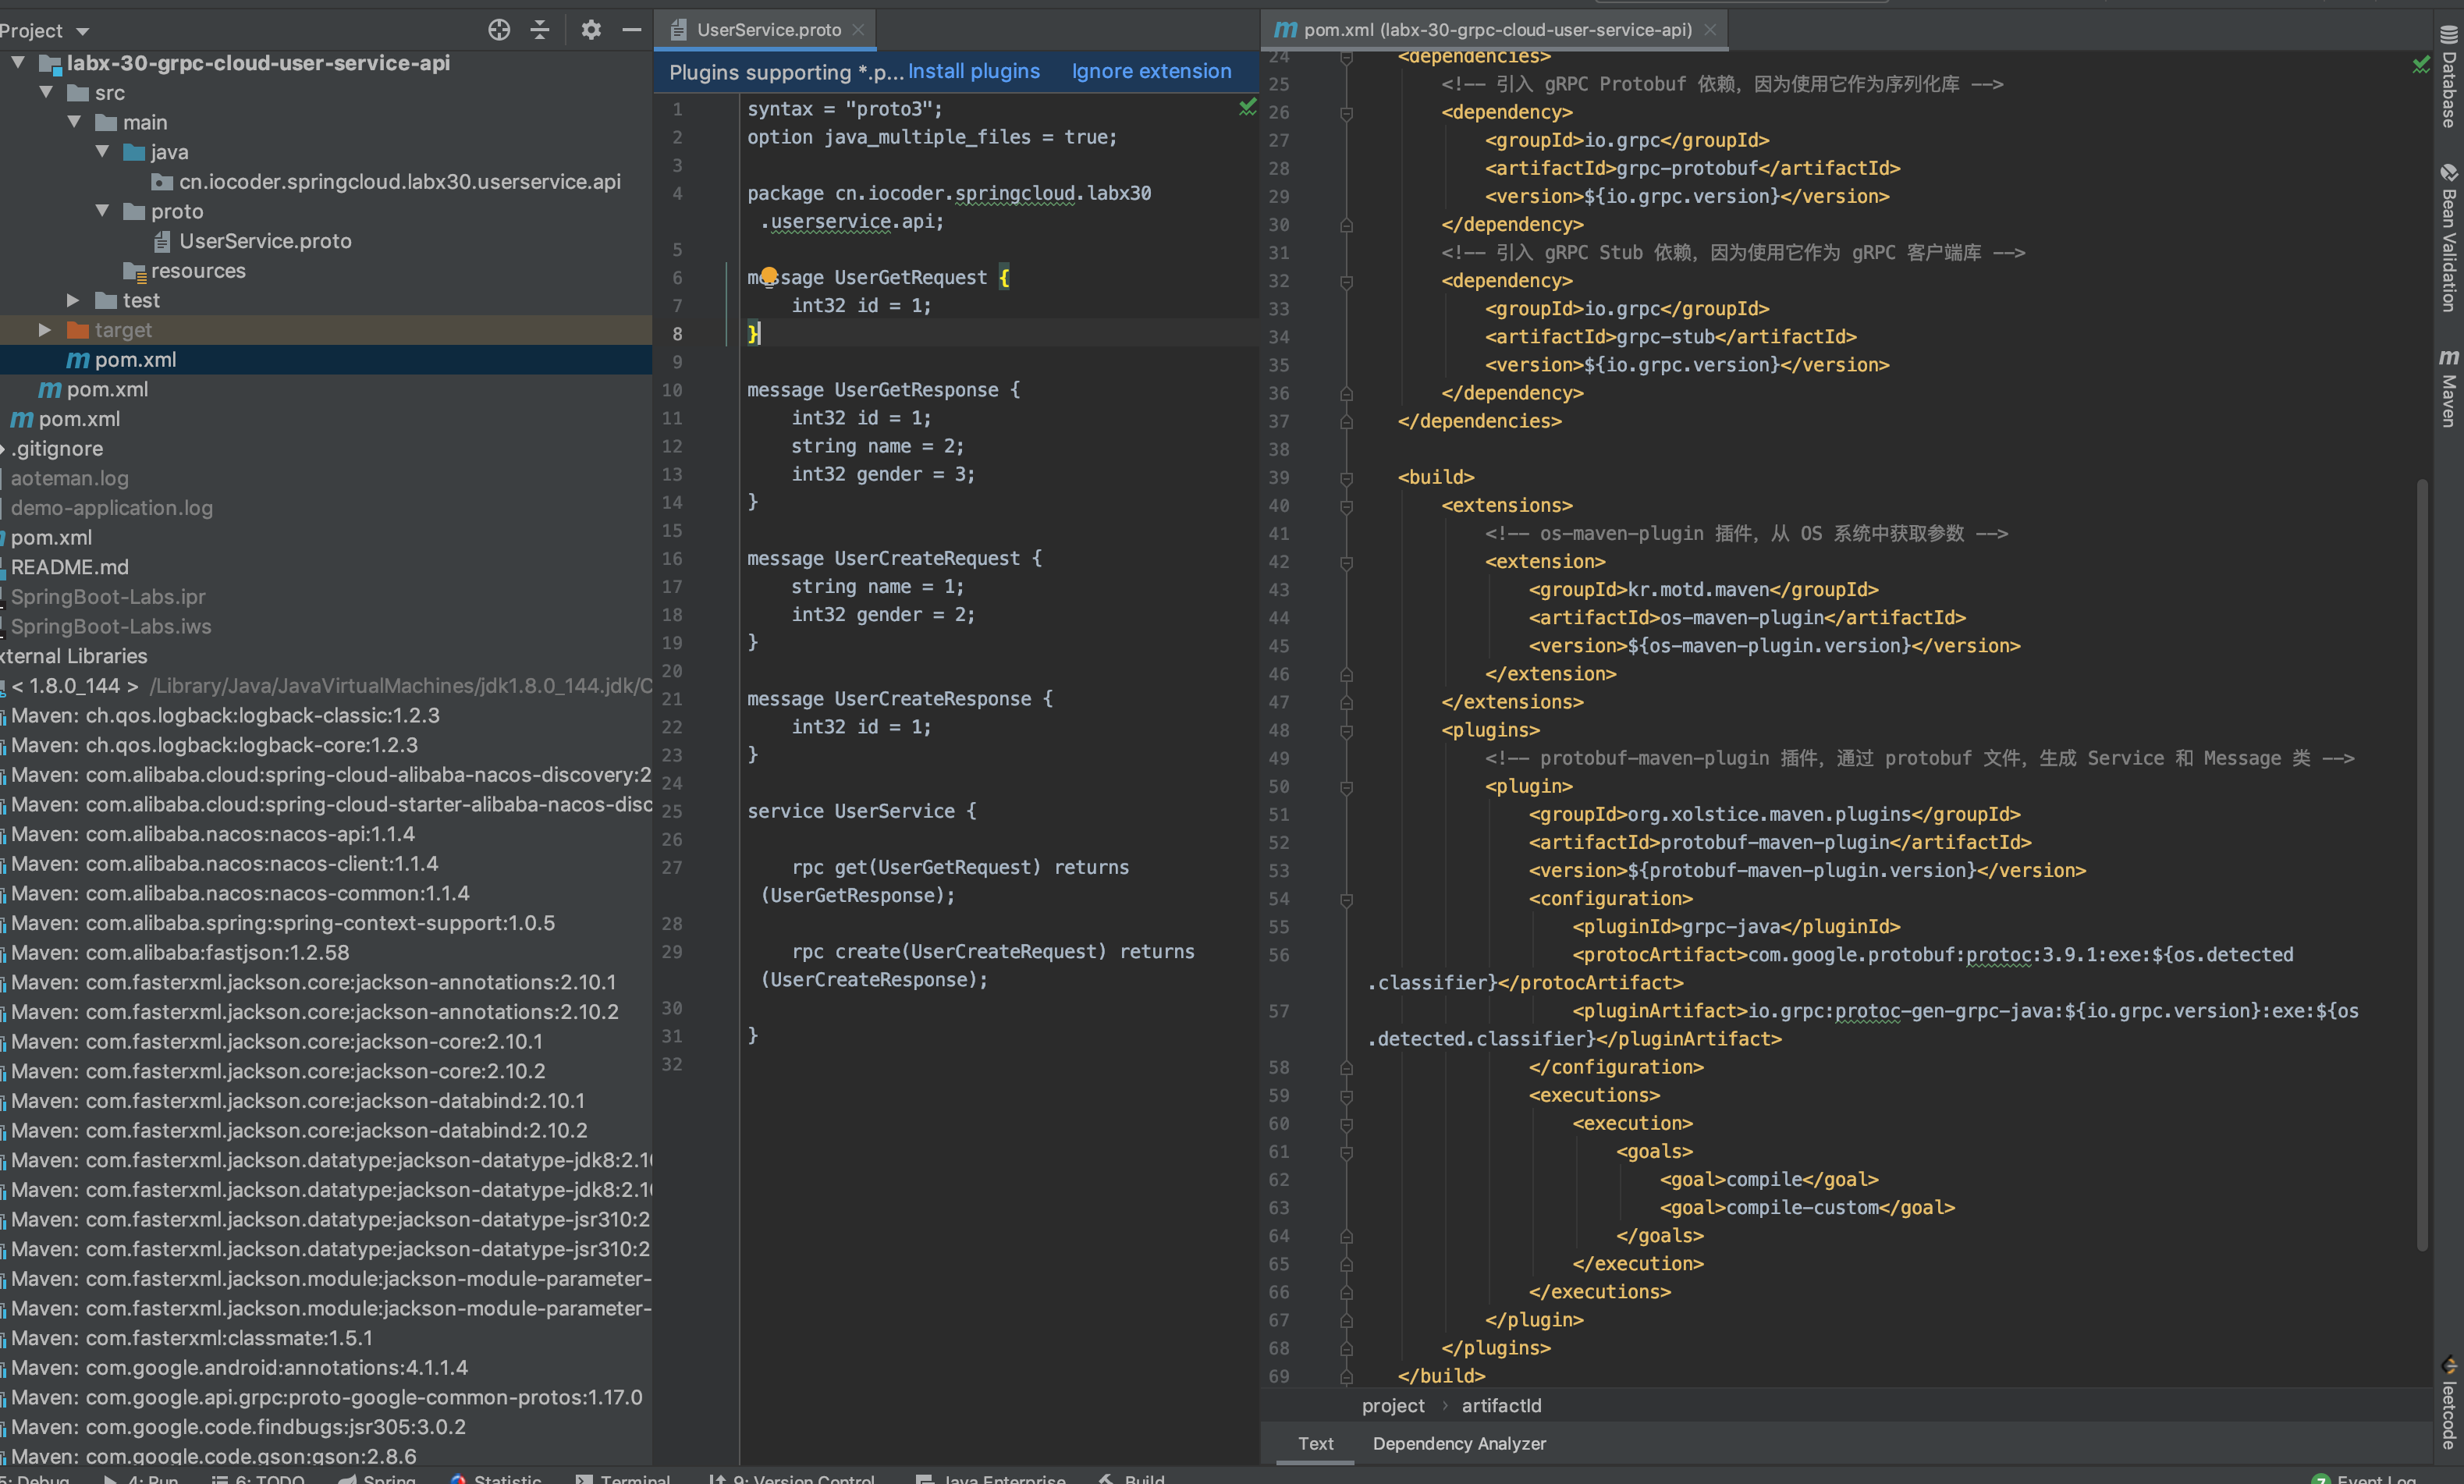 Project
labx-30-grpc-cloud-user-service-api
src
main
java
cn.iocoder.springcloud.labx30.userservice.api
proto
UserService.proto
resources
test
target
pom.xml
pom.xml
pom.xml
.gitignore
aoteman.log
demo-application.log
pom.xml
README.md
SpringBoot-Labs.ipr
SpringBoot-Labs.iws
xternal Libraries
< 1.8.0_144 > /Library/Java/JavaVirtualMachines/jdk1.8.0_144.jdk/C
Maven: ch.qos.logback:logback-classic:1.2.3
Maven: ch.qos.logback:logback-core:1.2.3
Maven: com.alibaba.cloud:spring-cloud-alibaba-nacos-discovery:2
Maven: com.alibaba.cloud:spring-cloud-starter-alibaba-nacos-disc
Maven: com.alibaba.nacos:nacos-api:1.1.4
Maven: com.alibaba.nacos:nacos-client:1.1.4
Maven: com.alibaba.nacos:nacos-common:1.1.4
Maven: com.alibaba.spring:spring-context-support:1.0.5
Maven: com.alibaba:fastjson:1.2.58
Maven: com.fasterxml.jackson.core:jackson-annotations:2.10.1
Maven: com.fasterxml.jackson.core:jackson-annotations:2.10.2
Maven: com.fasterxml.jackson.core:jackson-core:2.10.1
Maven: com.fasterxml.jackson.core:jackson-core:2.10.2
Maven: com.fasterxml.jackson.core:jackson-databind:2.10.1
Maven: com.fasterxml.jackson.core:jackson-databind:2.10.2
Maven: com.fasterxml.jackson.datatype:jackson-datatype-jdk8:2.10
Maven: com.fasterxml.jackson.datatype:jackson-datatype-jdk8:2.10
Maven: com.fasterxml.jackson.datatype:jackson-datatype-jsr310:2
Maven: com.fasterxml.jackson.datatype:jackson-datatype-jsr310:2
Maven: com.fasterxml.jackson.module:jackson-module-parameter-
Maven: com.fasterxml.jackson.module:jackson-module-parameter-
Maven: com.fasterxml:classmate:1.5.1
Maven: com.google.android:annotations:4.1.1.4
Maven: com.google.api.grpc:proto-google-common-protos:1.17.0
Maven: com.google.code.findbugs:jsr305:3.0.2
Maven: com.google.code.gson:gson:2.8.6
UserService.proto
Plugins supporting *.p... Install plugins Ignore extension
1 syntax = "proto3";
2 option java_multiple_files = true;
3
4 package cn.iocoder.springcloud.labx30
.userservice.api;
5
6 message UserGetRequest {
7 int32 id = 1;
8 }
9
10 message UserGetResponse {
11 int32 id = 1;
12 string name = 2;
13 int32 gender = 3;
14 }
15
16 message UserCreateRequest {
17 string name = 1;
18 int32 gender = 2;
19 }
20
21 message UserCreateResponse {
22 int32 id = 1;
23 }
24
25 service UserService {
26
27 rpc get(UserGetRequest) returns
(UserGetResponse);
28
29 rpc create(UserCreateRequest) returns
(UserCreateResponse);
30
31 }
32
pom.xml (labx-30-grpc-cloud-user-service-api)
24 <dependencies>
25 <!-- 引入 gRPC Protobuf 依赖，因为使用它作为序列化库 -->
26 <dependency>
27 <groupId>io.grpc</groupId>
28 <artifactId>grpc-protobuf</artifactId>
29 <version>${io.grpc.version}</version>
30 </dependency>
31 <!-- 引入 gRPC Stub 依赖，因为使用它作为 gRPC 客户端库 -->
32 <dependency>
33 <groupId>io.grpc</groupId>
34 <artifactId>grpc-stub</artifactId>
35 <version>${io.grpc.version}</version>
36 </dependency>
37 </dependencies>
38
39 <build>
40 <extensions>
41 <!-- os-maven-plugin 插件，从 OS 系统中获取参数 -->
42 <extension>
43 <groupId>kr.motd.maven</groupId>
44 <artifactId>os-maven-plugin</artifactId>
45 <version>${os-maven-plugin.version}</version>
46 </extension>
47 </extensions>
48 <plugins>
49 <!-- protobuf-maven-plugin 插件，通过 protobuf 文件，生成 Service 和 Message 类 -->
50 <plugin>
51 <groupId>org.xolstice.maven.plugins</groupId>
52 <artifactId>protobuf-maven-plugin</artifactId>
53 <version>${protobuf-maven-plugin.version}</version>
54 <configuration>
55 <pluginId>grpc-java</pluginId>
56 <protocArtifact>com.google.protobuf:protoc:3.9.1:exe:${os.detected
.classifier}</protocArtifact>
57 <pluginArtifact>io.grpc:protoc-gen-grpc-java:${io.grpc.version}:exe:${os
.detected.classifier}</pluginArtifact>
58 </configuration>
59 <executions>
60 <execution>
61 <goals>
62 <goal>compile</goal>
63 <goal>compile-custom</goal>
64 </goals>
65 </execution>
66 </executions>
67 </plugin>
68 </plugins>
69 </build>
project › artifactId
Text Dependency Analyzer
Database
Bean Validation
Maven
leetcode
5: Debug 4: Run 6: TODO Spring Statistic Terminal 9: Version Control Java Enterprise Build 7 Event Log